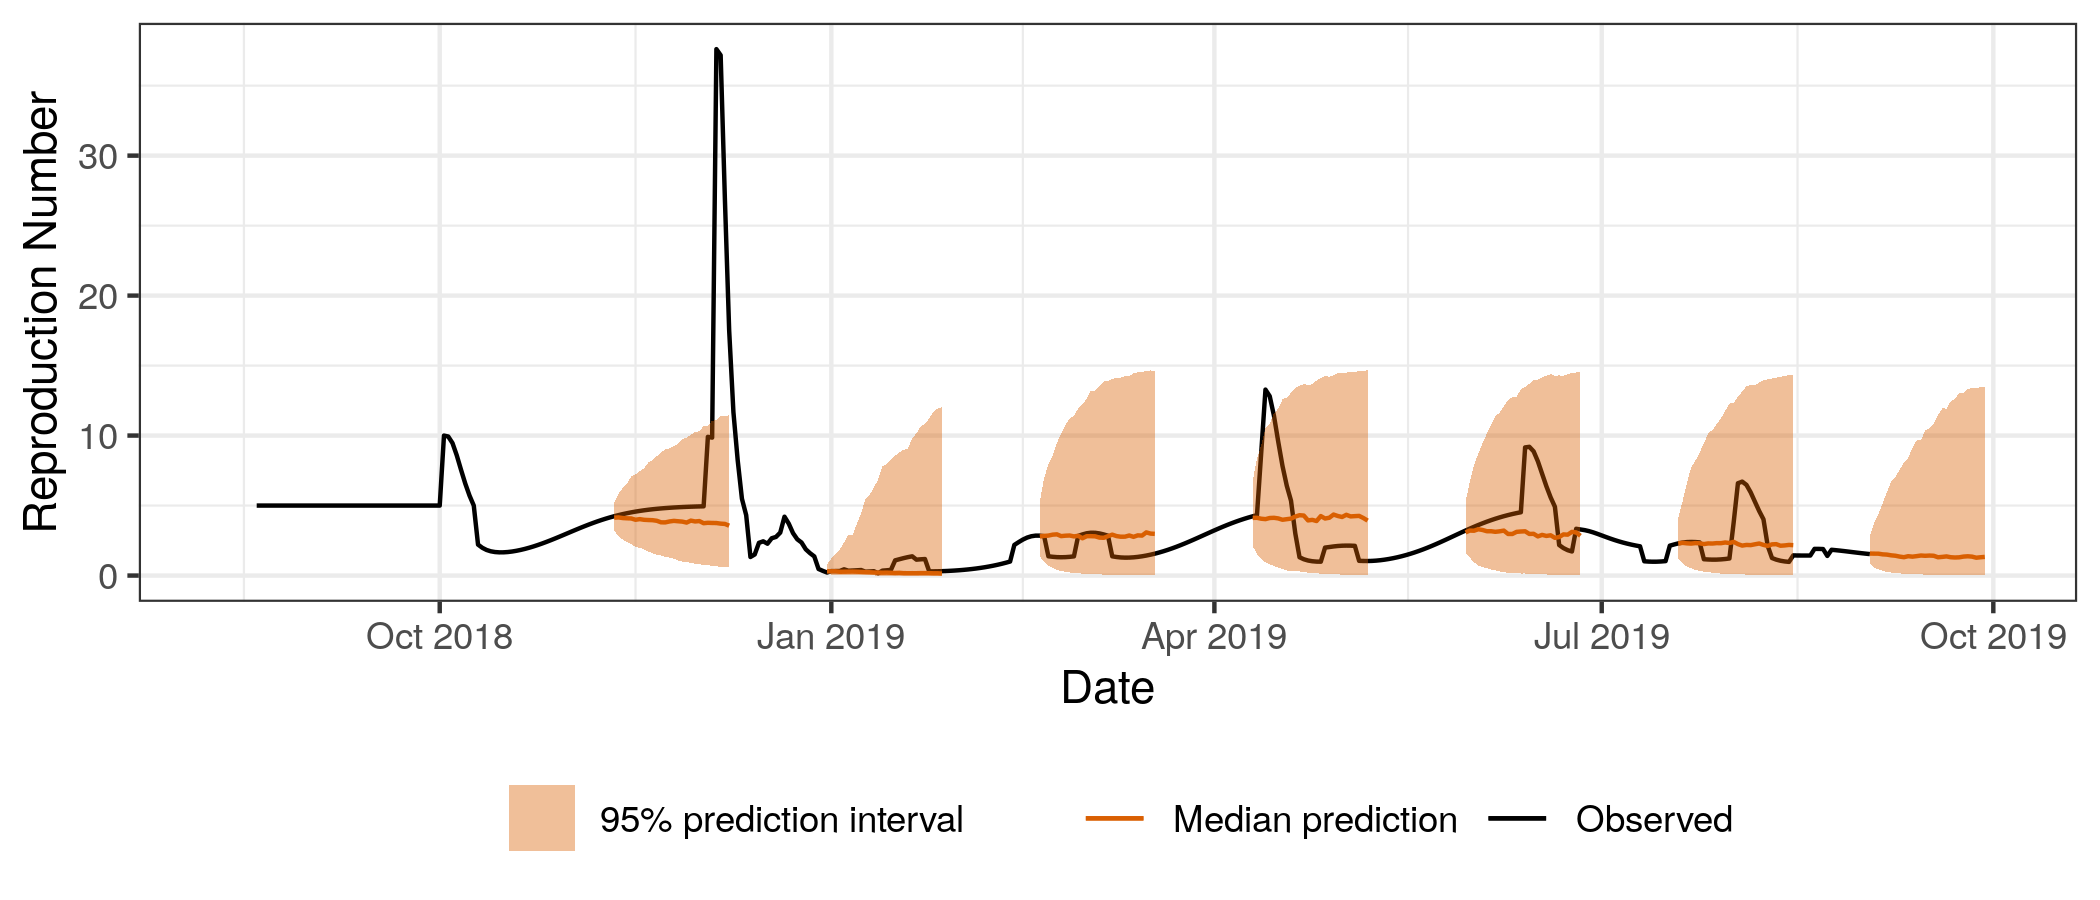 Reproduction Number
30
20
10
0
Oct 2018
Jan 2019
Apr 2019
Jul 2019
Oct 2019
Date
95% prediction interval
Median prediction
Observed